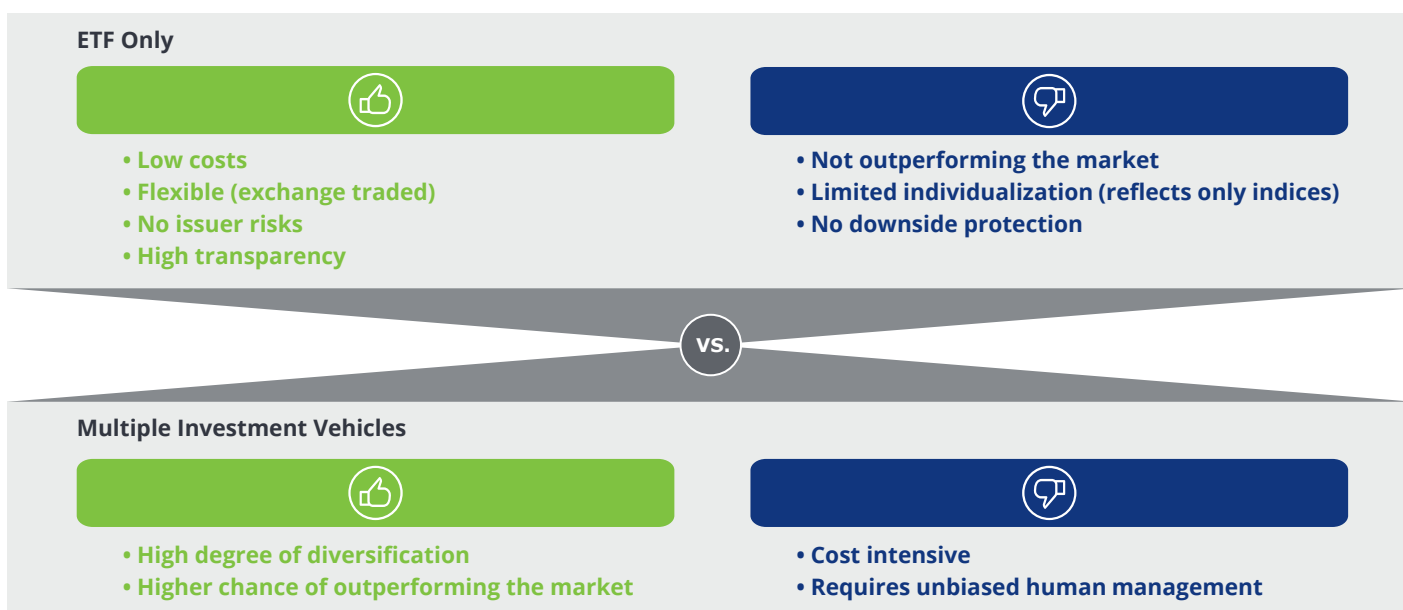 ETF Only
• Low costs
• Flexible (exchange traded)
• No issuer risks
• High transparency
• Not outperforming the market
• Limited individualization (reflects only indices)
• No downside protection
VS.
Multiple Investment Vehicles
• High degree of diversification
• Higher chance of outperforming the market
• Cost intensive
• Requires unbiased human management